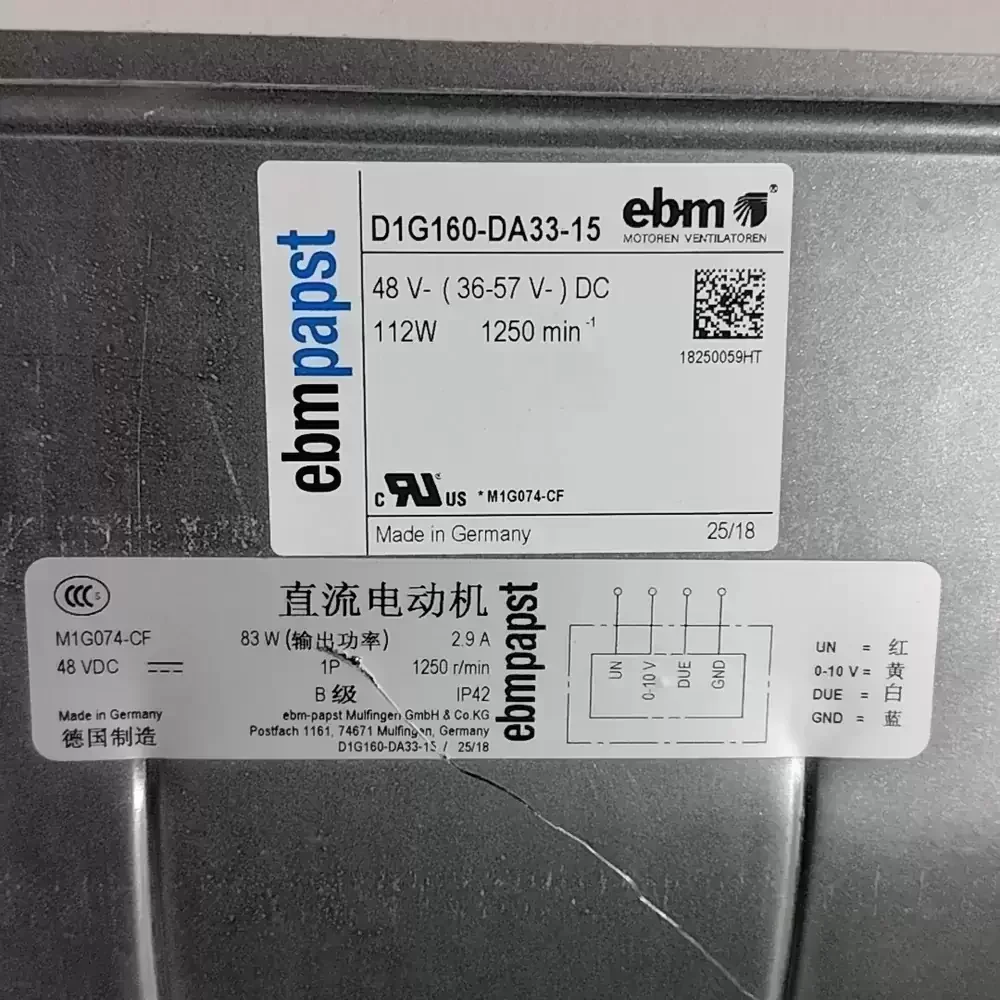 ebmpapst
D1G160-DA33-15
ebm ®
MOTOREN VENTILATOREN
48 V- ( 36-57 V- ) DC
112W 1250 min⁻¹
18250059HT
c RU® US * M1G074-CF
Made in Germany 25/18
CCC S
直流电动机
M1G074-CF 83 W (输出功率) 2.9 A
48 VDC 1P 1250 r/min
B 级 IP42
Made in Germany
德国制造
ebm-papst Mulfingen GmbH & Co.KG
Postfach 1161, 74671 Mulfingen, Germany
D1G160-DA33-15 / 25/18
ebmpapst
UN
0-10 V
DUE
GND
UN = 红
0-10 V = 黄
DUE = 白
GND = 蓝